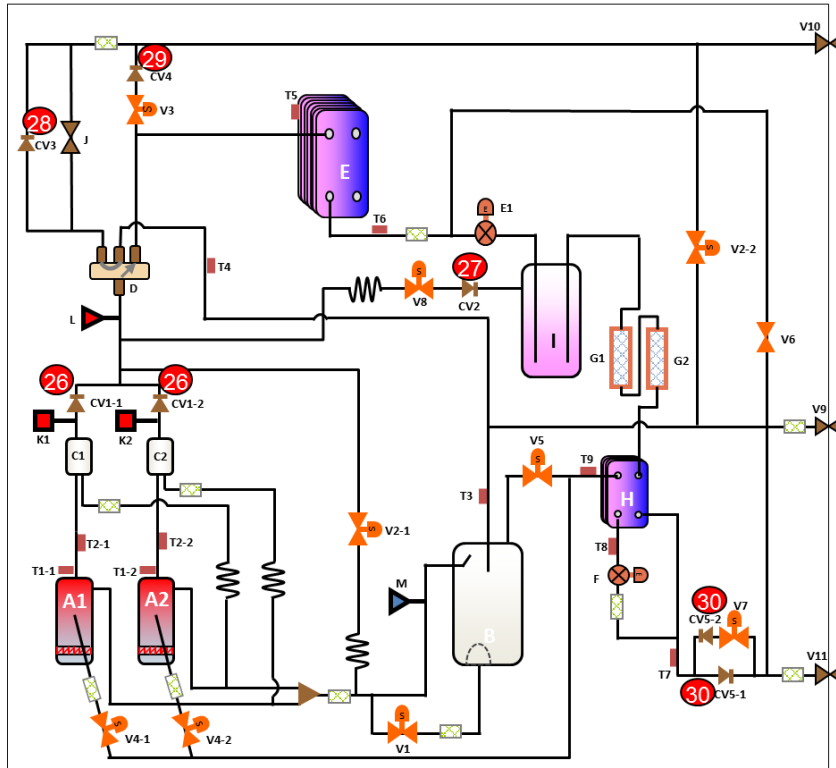 V10
29
CV4
V3
28
CV3
J
T5
E
E1
E
T6
T4
D
27
S
V8
CV2
L
I
G1
G2
S
V2-2
V6
26
26
CV1-1
CV1-2
K1
K2
C1
C2
V5
S
V9
T9
T3
H
S
V2-1
T2-1
T2-2
T1-1
T1-2
A1
A2
M
B
T8
F
E
30
V7
S
CV5-2
T7
30
CV5-1
V11
S
V4-1
S
V4-2
S
V1
S